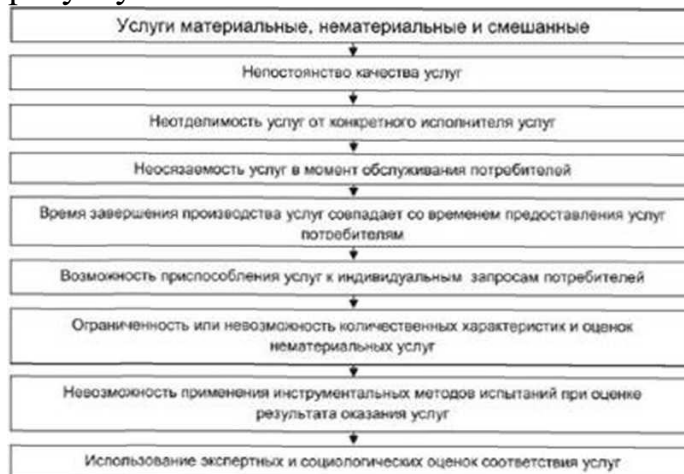 Услуги материальные, нематериальные и смешанные
Непостоянство качества услуг
Неотделимость услуг от конкретного исполнителя услуг
Неосязаемость услуг в момент обслуживания потребителей
Время завершения производства услуг совпадает со временем предоставления услуг
потребителям
Возможность приспособления услуг к индивидуальным запросам потребителей
Ограниченность или невозможность количественных характеристик и оценок
нематериальных услуг
Невозможность применения инструментальных методов испытаний при оценке
результата оказания услуг
Использование экспертных и социологических оценок соответствия услуг